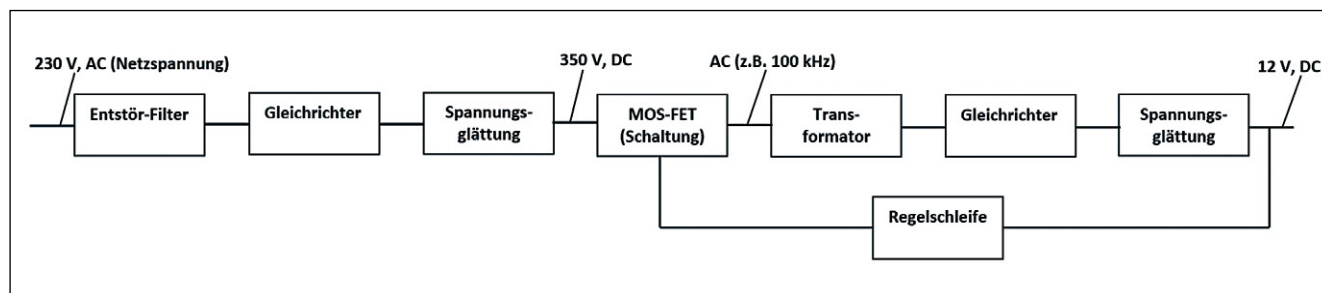 230 V, AC (Netzspannung)
350 V, DC
AC (z.B. 100 kHz)
12 V, DC
Entstör-Filter
Gleichrichter
Spannungs-
glättung
MOS-FET
(Schaltung)
Trans-
formator
Gleichrichter
Spannungs-
glättung
Regelschleife